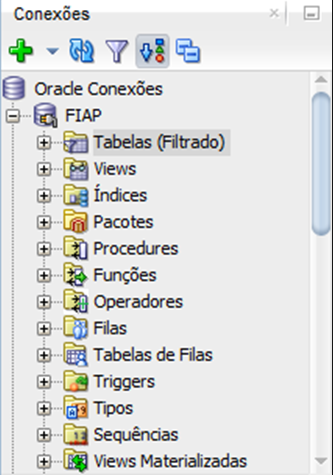 Conexões
Oracle Conexões
FIAP
Tabelas (Filtrado)
Views
Índices
Pacotes
Procedures
Funções
Operadores
Filas
Tabelas de Filas
Triggers
Tipos
Sequências
Views Materializadas